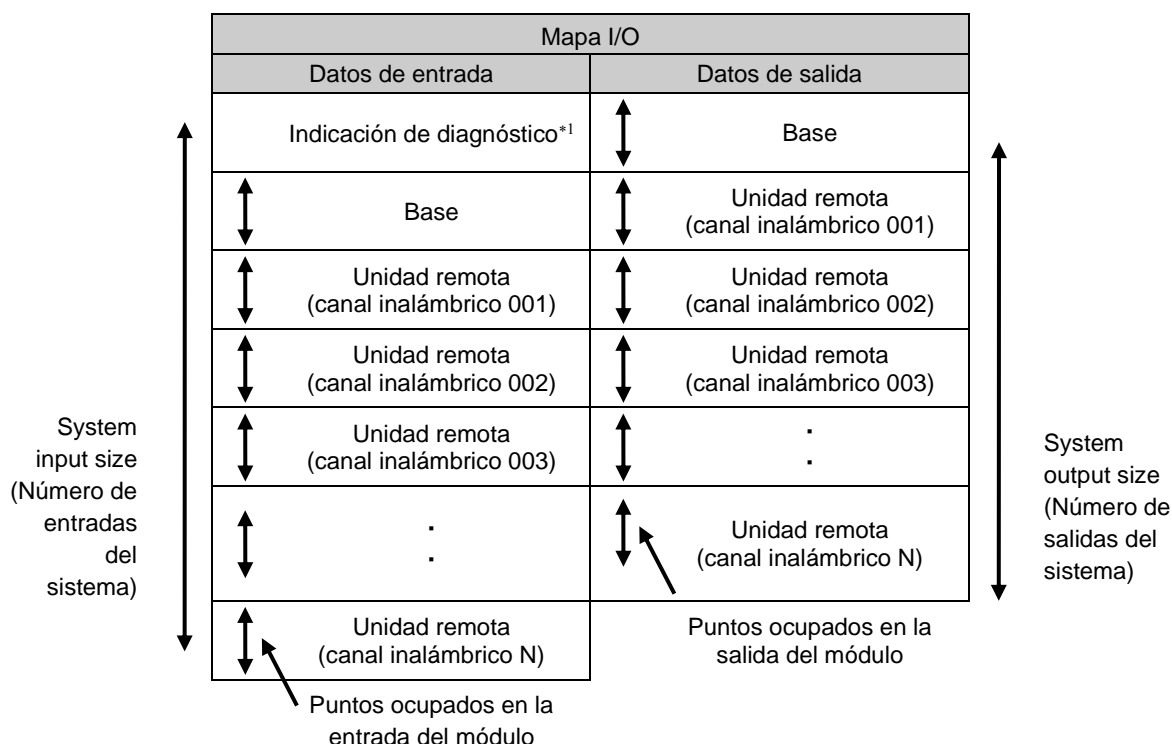 Mapa I/O
Datos de entrada
Datos de salida
Indicación de diagnóstico*1
Base
Base
Unidad remota
(canal inalámbrico 001)
Unidad remota
(canal inalámbrico 001)
Unidad remota
(canal inalámbrico 002)
Unidad remota
(canal inalámbrico 002)
Unidad remota
(canal inalámbrico 003)
Unidad remota
(canal inalámbrico 003)
.
.
.
.
Unidad remota
(canal inalámbrico N)
Unidad remota
(canal inalámbrico N)
System
input size
(Número de
entradas
del
sistema)
System
output size
(Número de
salidas del
sistema)
Puntos ocupados en la
salida del módulo
Puntos ocupados en la
entrada del módulo